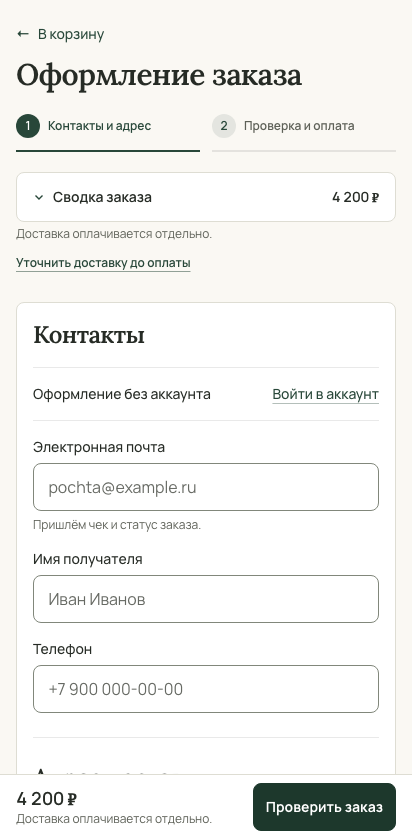 ← В корзину
Оформление заказа
1 Контакты и адрес
2 Проверка и оплата
Сводка заказа 4 200 ₽
Доставка оплачивается отдельно.
Уточнить доставку до оплаты
Контакты
Оформление без аккаунта Войти в аккаунт
Электронная почта
pochta@example.ru
Пришлём чек и статус заказа.
Имя получателя
Иван Иванов
Телефон
+7 900 000-00-00
4 200 ₽
Доставка оплачивается отдельно.
Проверить заказ